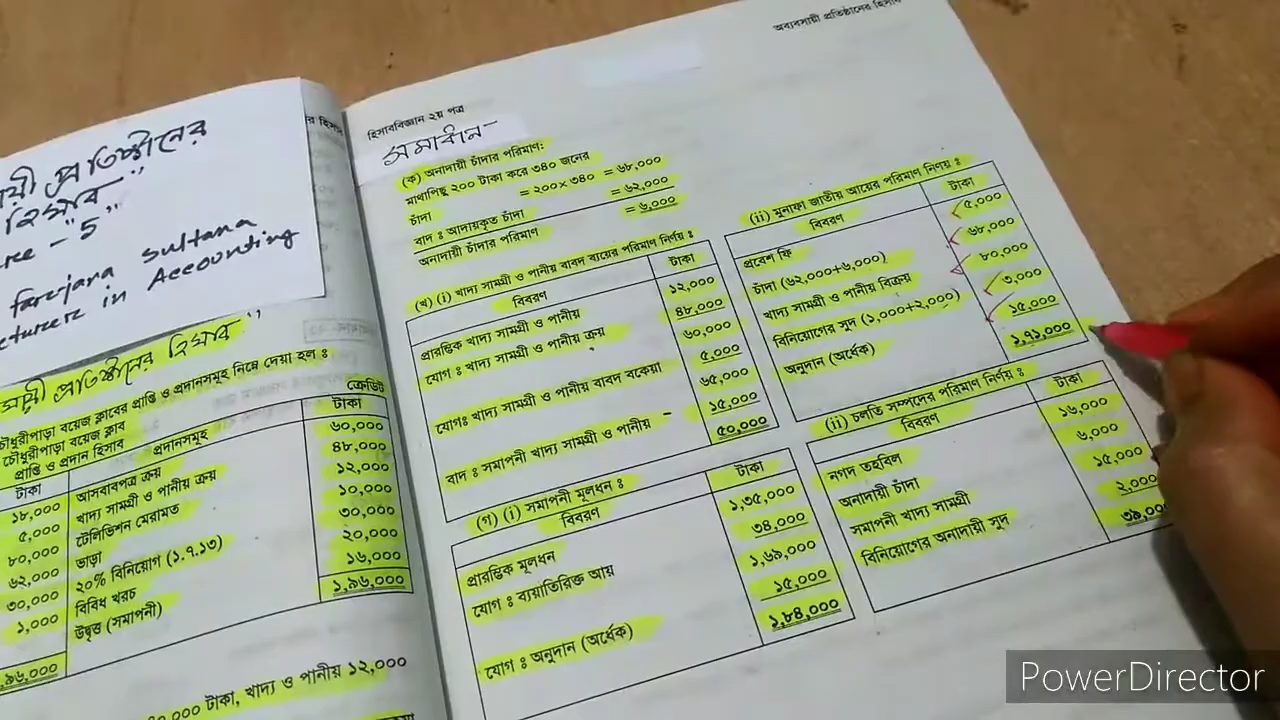 অব্যবসায়ী প্রতিষ্ঠানের হিসাব
হিসাববিজ্ঞান ২য় পত্র
সমাধান-
(ক) অনাদায়ী চাঁদার পরিমাণ:
মাথাপিছু ২০০ টাকা করে ৩৪০ জনের
চাঁদা = ২০০×৩৪০ = ৬৮,০০০
বাদ : আদায়কৃত চাঁদা = ৬২,০০০
অনাদায়ী চাঁদার পরিমাণ = ৬,০০০
(খ) (i) খাদ্য সামগ্রী ও পানীয় বাবদ ব্যয়ের পরিমাণ নির্ণয় :
বিবরণ টাকা
প্রারম্ভিক খাদ্য সামগ্রী ও পানীয় ১২,০০০
যোগ : খাদ্য সামগ্রী ও পানীয় ক্রয় ৪৮,০০০
৬০,০০০
যোগঃ খাদ্য সামগ্রী ও পানীয় বাবদ বকেয়া ৫,০০০
৬৫,০০০
বাদ : সমাপনী খাদ্য সামগ্রী ও পানীয় - ১৫,০০০
৫০,০০০
(ii) মুনাফা জাতীয় আয়ের পরিমাণ নির্ণয় :
বিবরণ টাকা
প্রবেশ ফি ৫,০০০
চাঁদা (৬২,০০০+৬,০০০) ৬৮,০০০
খাদ্য সামগ্রী ও পানীয় বিক্রয় ৮০,০০০
বিনিয়োগের সুদ (১,০০০+২,০০০) ৩,০০০
অনুদান (অর্ধেক) ১৫,০০০
১,৭১,০০০
(গ) (i) সমাপনী মূলধন :
বিবরণ টাকা
প্রারম্ভিক মূলধন ১,৩৫,০০০
যোগ : ব্যয়াতিরিক্ত আয় ৩৪,০০০
১,৬৯,০০০
যোগ : অনুদান (অর্ধেক) ১৫,০০০
১,৮৪,০০০
(ii) চলতি সম্পদের পরিমাণ নির্ণয় :
বিবরণ টাকা
নগদ তহবিল ১৬,০০০
অনাদায়ী চাঁদা ৬,০০০
সমাপনী খাদ্য সামগ্রী ১৫,০০০
বিনিয়োগের অনাদায়ী সুদ ২,০০০
৩৯,০০০
প্রতিষ্ঠানের
হিসাব"
- "5"
farujana sultana
in Accounting
প্রতিষ্ঠানের হিসাব"
চৌধুরীপাড়া বয়েজ ক্লাবের প্রাপ্তি ও প্রদানসমূহ নিম্নে দেয়া হল :
চৌধুরীপাড়া বয়েজ ক্লাব
প্রাপ্তি ও প্রদান হিসাব ক্রেডিট
টাকা প্রদানসমূহ টাকা
১৮,০০০ আসবাবপত্র ক্রয় ৬০,০০০
৫,০০০ খাদ্য সামগ্রী ও পানীয় ক্রয় ৪৮,০০০
৮০,০০০ টেলিভিশন মেরামত ১২,০০০
৬২,০০০ ভাড়া ১০,০০০
৩০,০০০ ২০% বিনিয়োগ (১.৭.১৩) ৩০,০০০
১,০০০ বিবিধ খরচ ২০,০০০
উদ্বৃত্ত (সমাপনী) ১৬,০০০
১,৯৬,০০০
টাকা, খাদ্য ও পানীয় ১২,০০০
PowerDirector